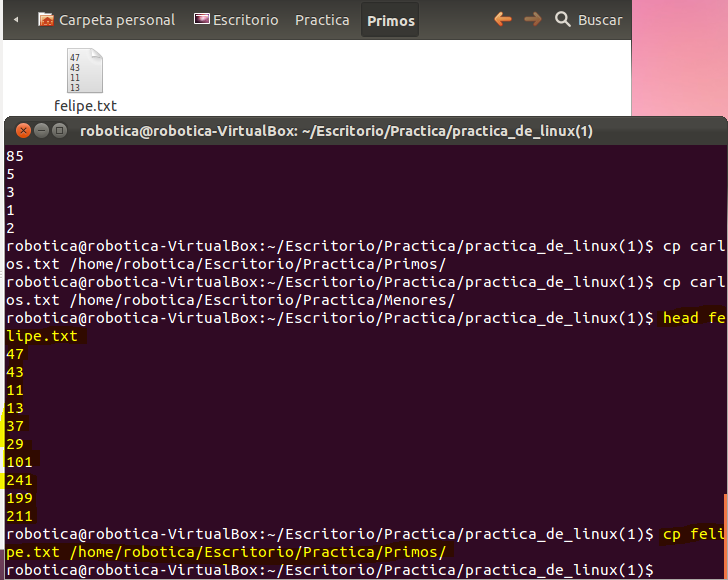 Carpeta personal Escritorio Practica Primos Buscar
47
43
11
13
felipe.txt
robotica@robotica-VirtualBox: ~/Escritorio/Practica/practica_de_linux(1)
85
5
3
1
2
robotica@robotica-VirtualBox:~/Escritorio/Practica/practica_de_linux(1)$ cp carl
os.txt /home/robotica/Escritorio/Practica/Primos/
robotica@robotica-VirtualBox:~/Escritorio/Practica/practica_de_linux(1)$ cp carl
os.txt /home/robotica/Escritorio/Practica/Menores/
robotica@robotica-VirtualBox:~/Escritorio/Practica/practica_de_linux(1)$ head fe
lipe.txt
47
43
11
13
37
29
101
241
199
211
robotica@robotica-VirtualBox:~/Escritorio/Practica/practica_de_linux(1)$ cp feli
pe.txt /home/robotica/Escritorio/Practica/Primos/
robotica@robotica-VirtualBox:~/Escritorio/Practica/practica_de_linux(1)$